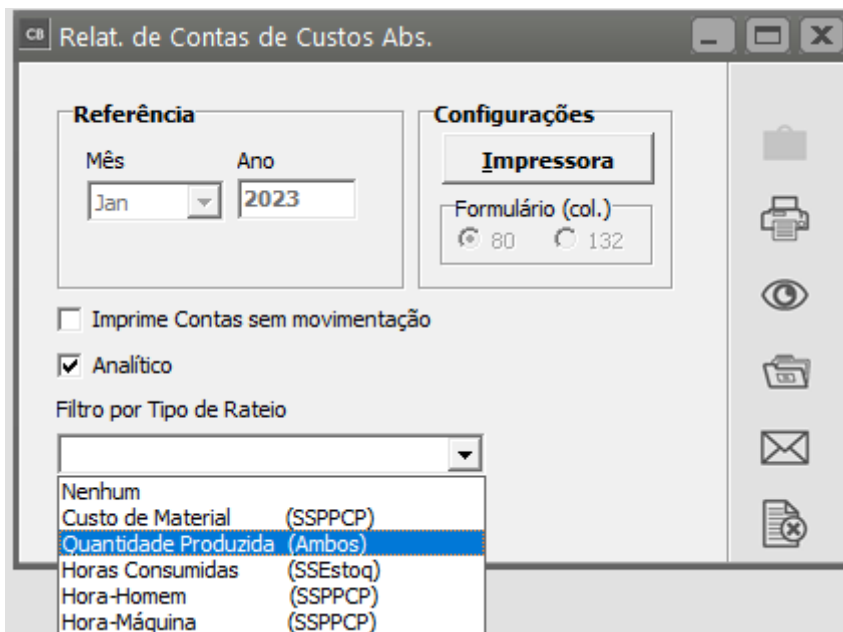 CB Relat. de Contas de Custos Abs.
Referência
Mês Ano
Jan 2023
Configurações
Impressora
Formulário (col.)
80 132
Imprime Contas sem movimentação
Analítico
Filtro por Tipo de Rateio
Nenhum
Custo de Material (SSPPCP)
Quantidade Produzida (Ambos)
Horas Consumidas (SSEstoq)
Hora-Homem (SSPPCP)
Hora-Máquina (SSPPCP)